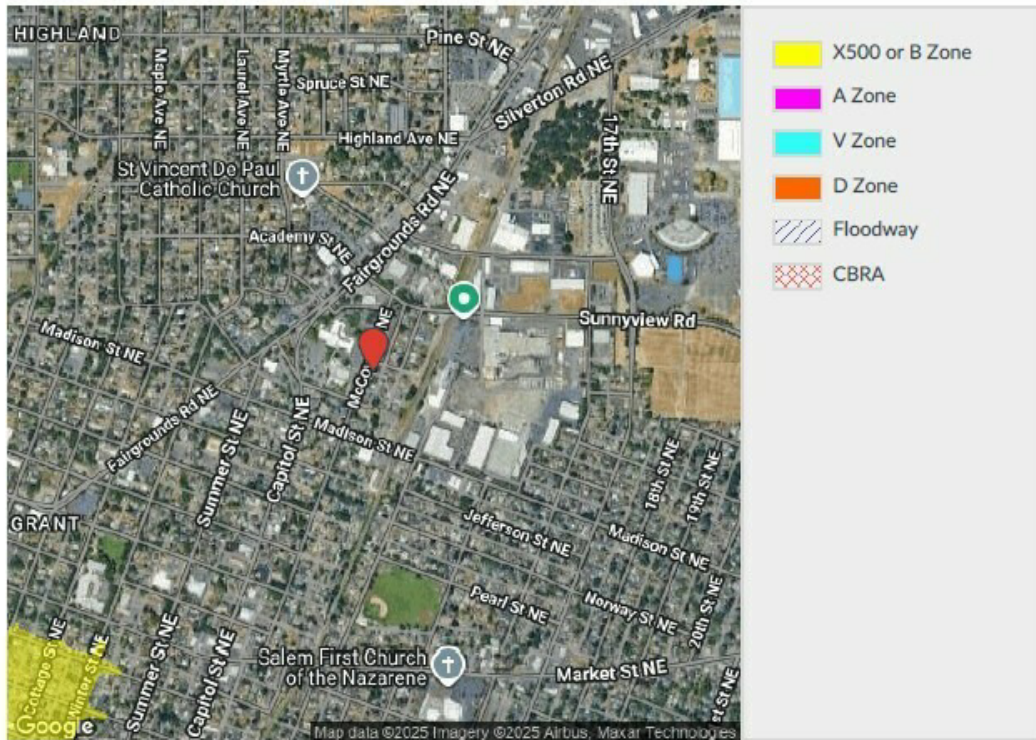 HIGHLAND
Pine St NE
Maple Ave NE
Laurel Ave NE
Myrtle Ave NE
Spruce St NE
Silverton Rd NE
17th St NE
Highland Ave NE
St Vincent De Paul
Catholic Church
Academy St NE
Fairgrounds Rd NE
NE
Sunnyview Rd
Madison St NE
McCo
Fairgrounds Rd NE
Summer St NE
Capitol St NE
Madison St NE
18th St NE
19th St NE
GRANT
Jefferson St NE
Madison St NE
Pearl St NE
Norway St NE
20th St NE
Cottage St NE
Winter St NE
Summer St NE
Capitol St NE
Salem First Church
of the Nazarene
Market St NE
st St NE
Google
Map data ©2025 Imagery ©2025 Airbus, Maxar Technologies
X500 or B Zone
A Zone
V Zone
D Zone
Floodway
CBRA